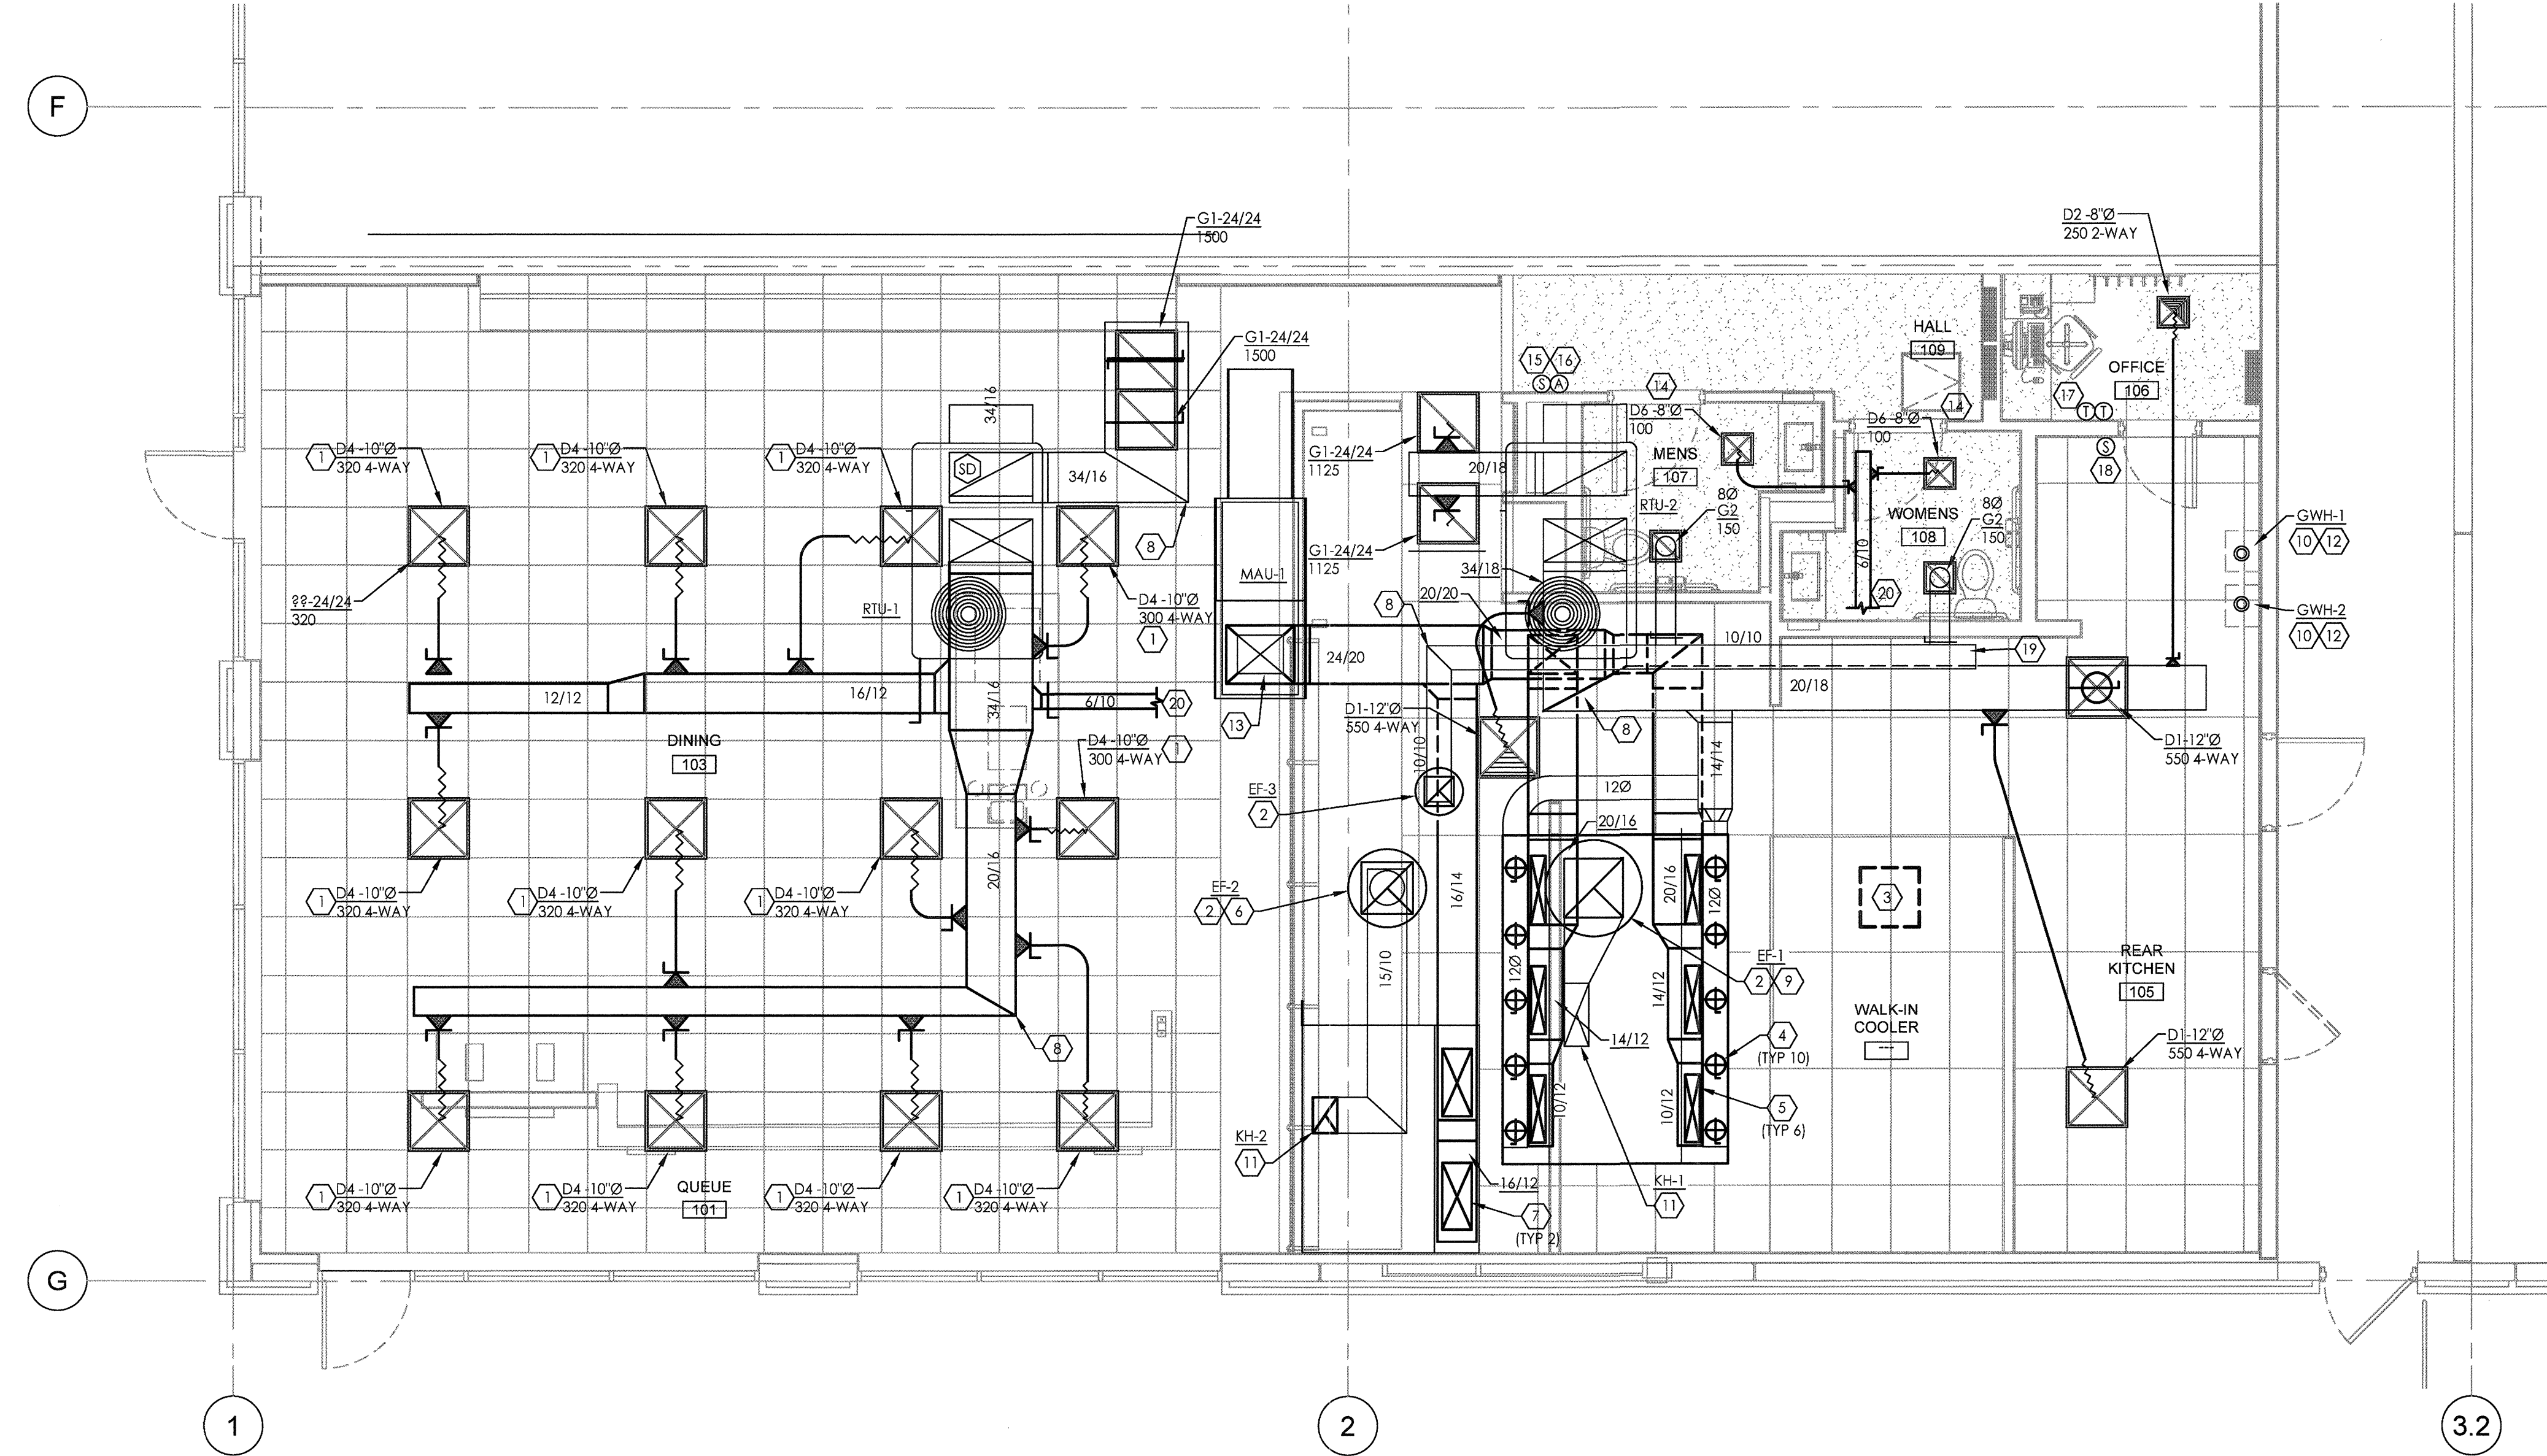 F
G1-24/24
1500
D2 -8"Ø
250 2-WAY
G1-24/24
1500
HALL
109
OFFICE
106
17
T T
15 16
S A
14
14
34/16
D6 -8"Ø
100
D6 -8"Ø
100
1 D4 -10"Ø
320 4-WAY
1 D4 -10"Ø
320 4-WAY
1 D4 -10"Ø
320 4-WAY
SD
34/16
G1-24/24
1125
20/18
MENS
107
S
18
8Ø
G2
150
RTU-2
WOMENS
108
8Ø
G2
150
GWH-1
10 12
8
G1-24/24
1125
MAU-1
34/18
6/10
20
??-24/24
320
RTU-1
D4 -10"Ø
300 4-WAY
1
8
20/20
GWH-2
10 12
10/10
19
24/20
12/12
16/12
34/16
6/10
20
13
D1-12"Ø
550 4-WAY
8
20/18
DINING
103
D4 -10"Ø
300 4-WAY
1
10/10
14/14
D1-12"Ø
550 4-WAY
EF-3
2
12Ø
20/16
20/16
EF-2
2 6
16/14
20/16
12Ø
3
1 D4 -10"Ø
320 4-WAY
1 D4 -10"Ø
320 4-WAY
1 D4 -10"Ø
320 4-WAY
15/10
12Ø
14/12
EF-1
2 9
REAR
KITCHEN
105
WALK-IN
COOLER
---
8
14/12
4
(TYP 10)
D1-12"Ø
550 4-WAY
10/12
10/12
5
(TYP 6)
KH-2
11
16/12
KH-1
11
7
(TYP 2)
1 D4 -10"Ø
320 4-WAY
1 D4 -10"Ø
320 4-WAY
QUEUE
101
1 D4 -10"Ø
320 4-WAY
1 D4 -10"Ø
320 4-WAY
G
1
2
3.2